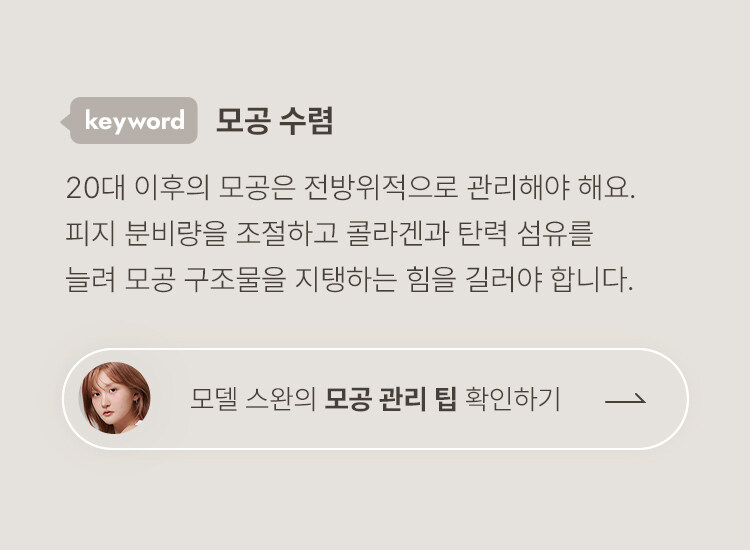 keyword 모공 수렴
20대 이후의 모공은 전방위적으로 관리해야 해요.
피지 분비량을 조절하고 콜라겐과 탄력 섬유를
늘려 모공 구조물을 지탱하는 힘을 길러야 합니다.
모델 스완의 모공 관리 팁 확인하기